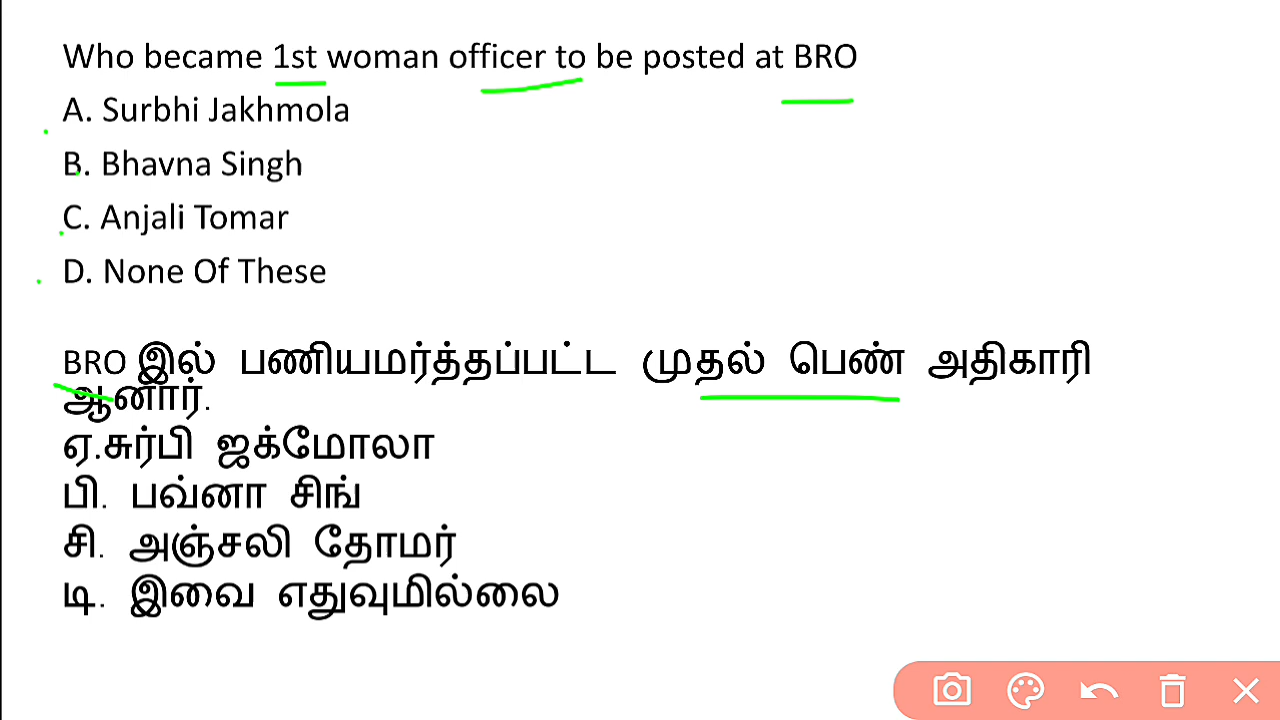 Who became 1st woman officer to be posted at BRO
A. Surbhi Jakhmola
B. Bhavna Singh
C. Anjali Tomar
D. None Of These
BRO இல் பணியமர்த்தப்பட்ட முதல் பெண் அதிகாரி
ஆனார்.
ஏ.சுர்பி ஜக்மோலா
பி. பவ்னா சிங்
சி. அஞ்சலி தோமர்
டி. இவை எதுவுமில்லை